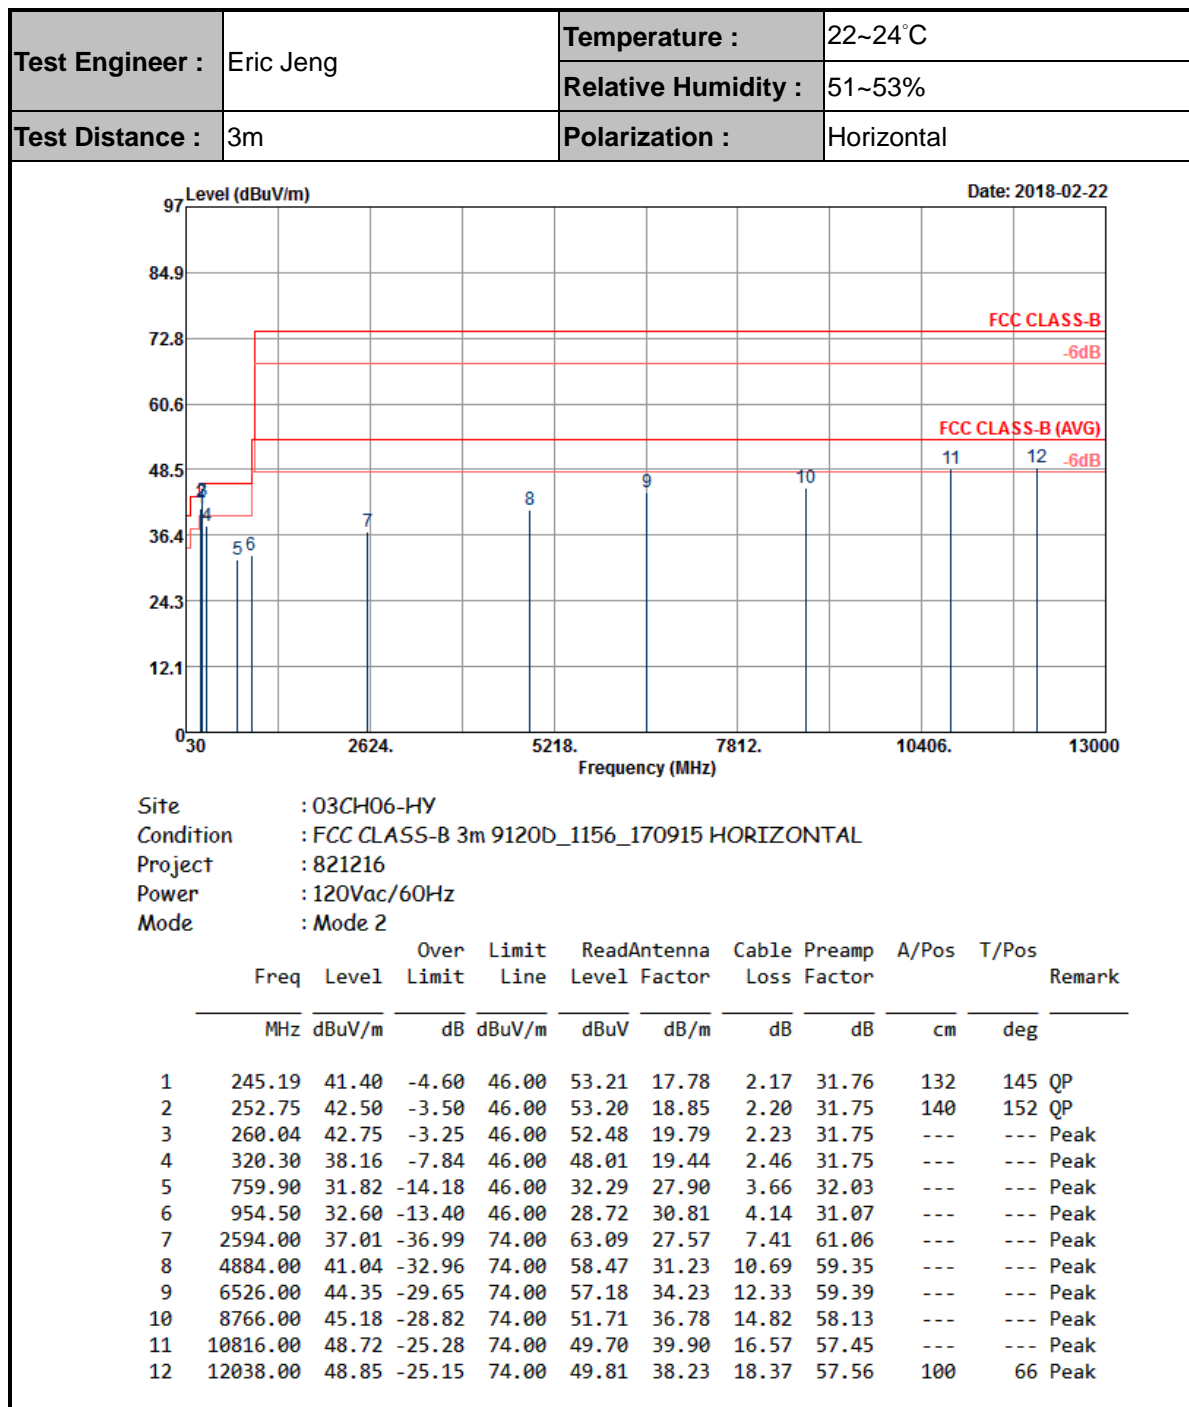 Test Engineer : Eric Jeng Temperature : 22~24°C
Relative Humidity : 51~53%
Test Distance : 3m Polarization : Horizontal
Level (dBuV/m) Date: 2018-02-22
97
84.9
72.8
60.6
48.5
36.4
24.3
12.1
0
FCC CLASS-B
-6dB
FCC CLASS-B (AVG)
-6dB
3 4 5 6 7 8 9 10 11 12
30 2624. 5218. 7812. 10406. 13000
Frequency (MHz)
Site : 03CH06-HY
Condition : FCC CLASS-B 3m 9120D_1156_170915 HORIZONTAL
Project : 821216
Power : 120Vac/60Hz
Mode : Mode 2
Over Limit ReadAntenna Cable Preamp A/Pos T/Pos
Freq Level Limit Line Level Factor Loss Factor Remark
MHz dBuV/m dB dBuV/m dBuV dB/m dB dB cm deg
1 245.19 41.40 -4.60 46.00 53.21 17.78 2.17 31.76 132 145 QP
2 252.75 42.50 -3.50 46.00 53.20 18.85 2.20 31.75 140 152 QP
3 260.04 42.75 -3.25 46.00 52.48 19.79 2.23 31.75 --- --- Peak
4 320.30 38.16 -7.84 46.00 48.01 19.44 2.46 31.75 --- --- Peak
5 759.90 31.82 -14.18 46.00 32.29 27.90 3.66 32.03 --- --- Peak
6 954.50 32.60 -13.40 46.00 28.72 30.81 4.14 31.07 --- --- Peak
7 2594.00 37.01 -36.99 74.00 63.09 27.57 7.41 61.06 --- --- Peak
8 4884.00 41.04 -32.96 74.00 58.47 31.23 10.69 59.35 --- --- Peak
9 6526.00 44.35 -29.65 74.00 57.18 34.23 12.33 59.39 --- --- Peak
10 8766.00 45.18 -28.82 74.00 51.71 36.78 14.82 58.13 --- --- Peak
11 10816.00 48.72 -25.28 74.00 49.70 39.90 16.57 57.45 --- --- Peak
12 12038.00 48.85 -25.15 74.00 49.81 38.23 18.37 57.56 100 66 Peak